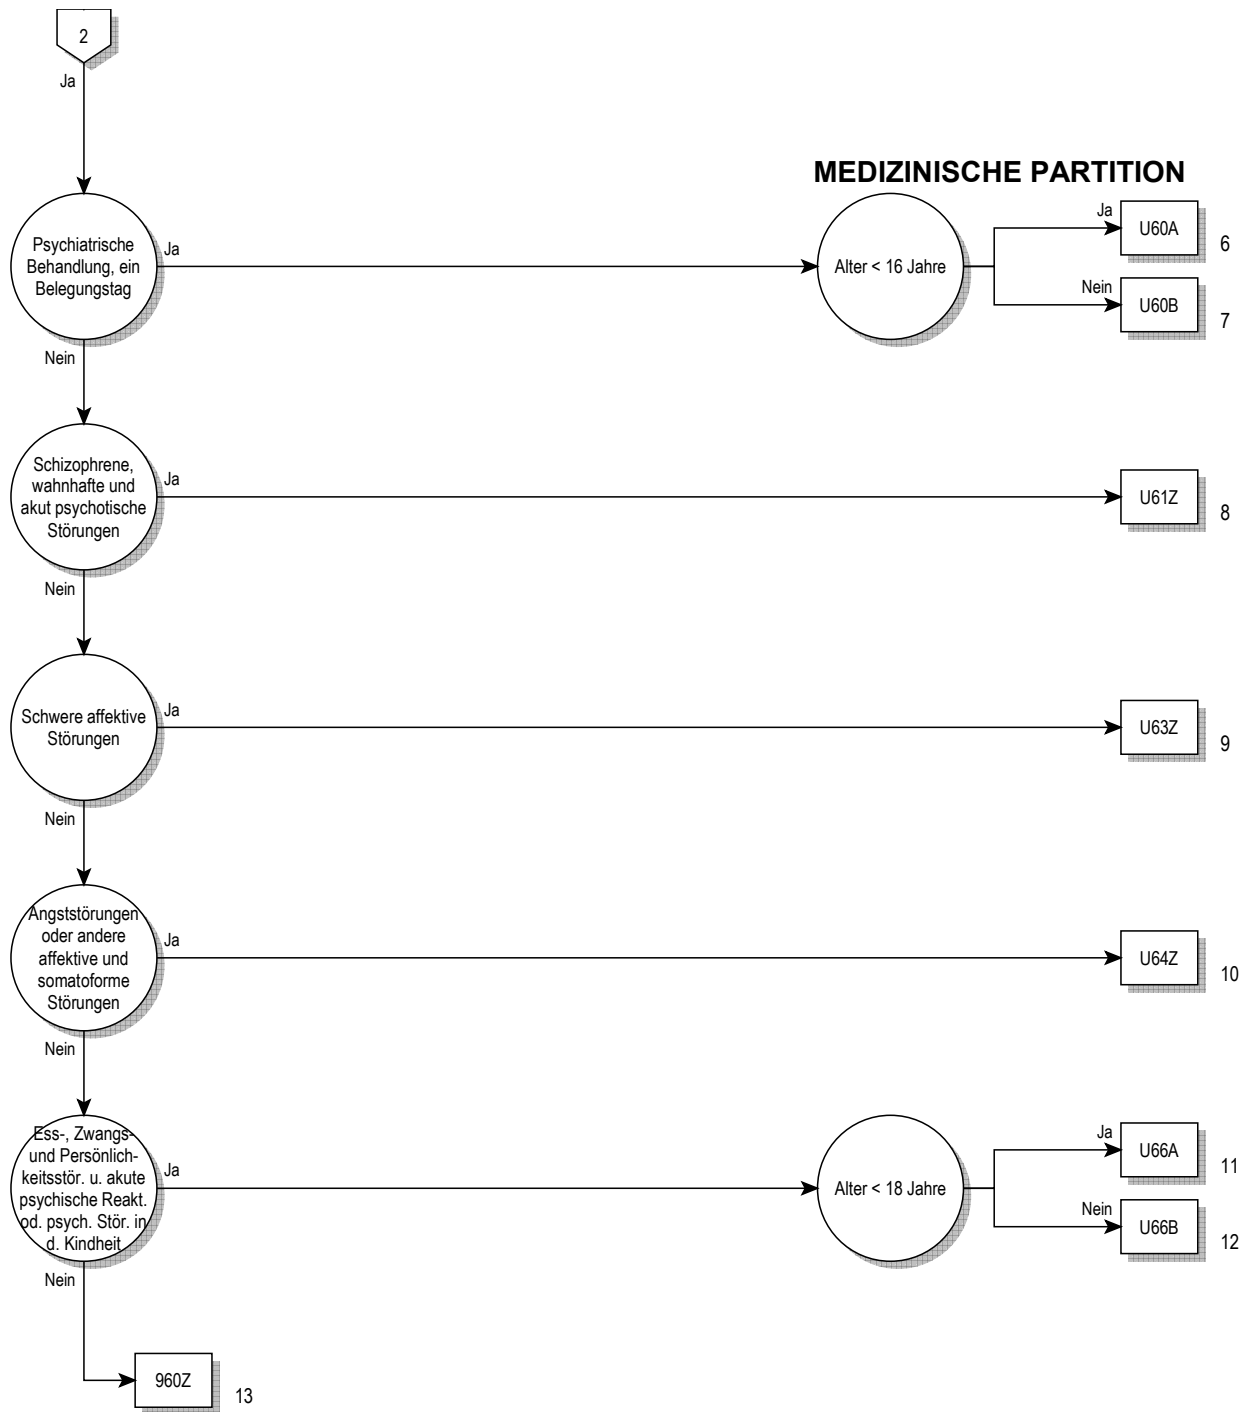 2
Ja
MEDIZINISCHE PARTITION
Psychiatrische
Behandlung, ein
Belegungstag
Ja
Alter < 16 Jahre
Ja
U60A
6
Nein
U60B
7
Nein
Schizophrene,
wahnhafte und
akut psychotische
Störungen
Ja
U61Z
8
Nein
Schwere affektive
Störungen
Ja
U63Z
9
Nein
Angststörungen
oder andere
affektive und
somatoforme
Störungen
Ja
U64Z
10
Nein
Ess-, Zwangs-
und Persönlich-
keitsstör. u. akute
psychische Reakt.
od. psych. Stör. in
d. Kindheit
Ja
Alter < 18 Jahre
Ja
U66A
11
Nein
U66B
12
Nein
960Z
13